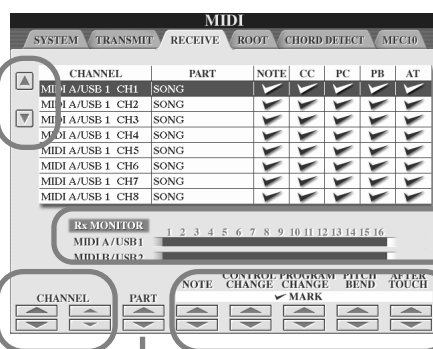 MIDI
SYSTEM TRANSMIT RECEIVE ROOT CHORD DETECT MFC10
CHANNEL PART NOTE CC PC PB AT
MIDI A/USB 1 CH1 SONG
MIDI A/USB 1 CH2 SONG
MIDI A/USB 1 CH3 SONG
MIDI A/USB 1 CH4 SONG
MIDI A/USB 1 CH5 SONG
MIDI A/USB 1 CH6 SONG
MIDI A/USB 1 CH7 SONG
MIDI A/USB 1 CH8 SONG
Rx MONITOR 1 2 3 4 5 6 7 8 9 10 11 12 13 14 15 16
MIDI A/USB1
MIDI B/USB2
CHANNEL PART NOTE CONTROL CHANGE PROGRAM CHANGE PITCH BEND AFTER TOUCH
MARK